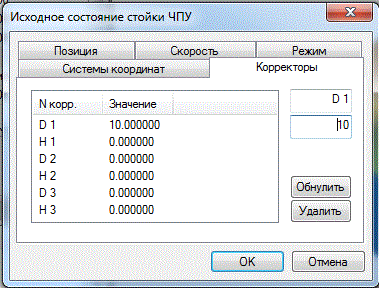 Исходное состояние стойки ЧПУ
Позиция Скорость Режим
Системы координат Корректоры
N корр. Значение
D 1 10.000000
H 1 0.000000
D 2 0.000000
H 2 0.000000
D 3 0.000000
H 3 0.000000
D 1
10
Обнулить
Удалить
OK Отмена